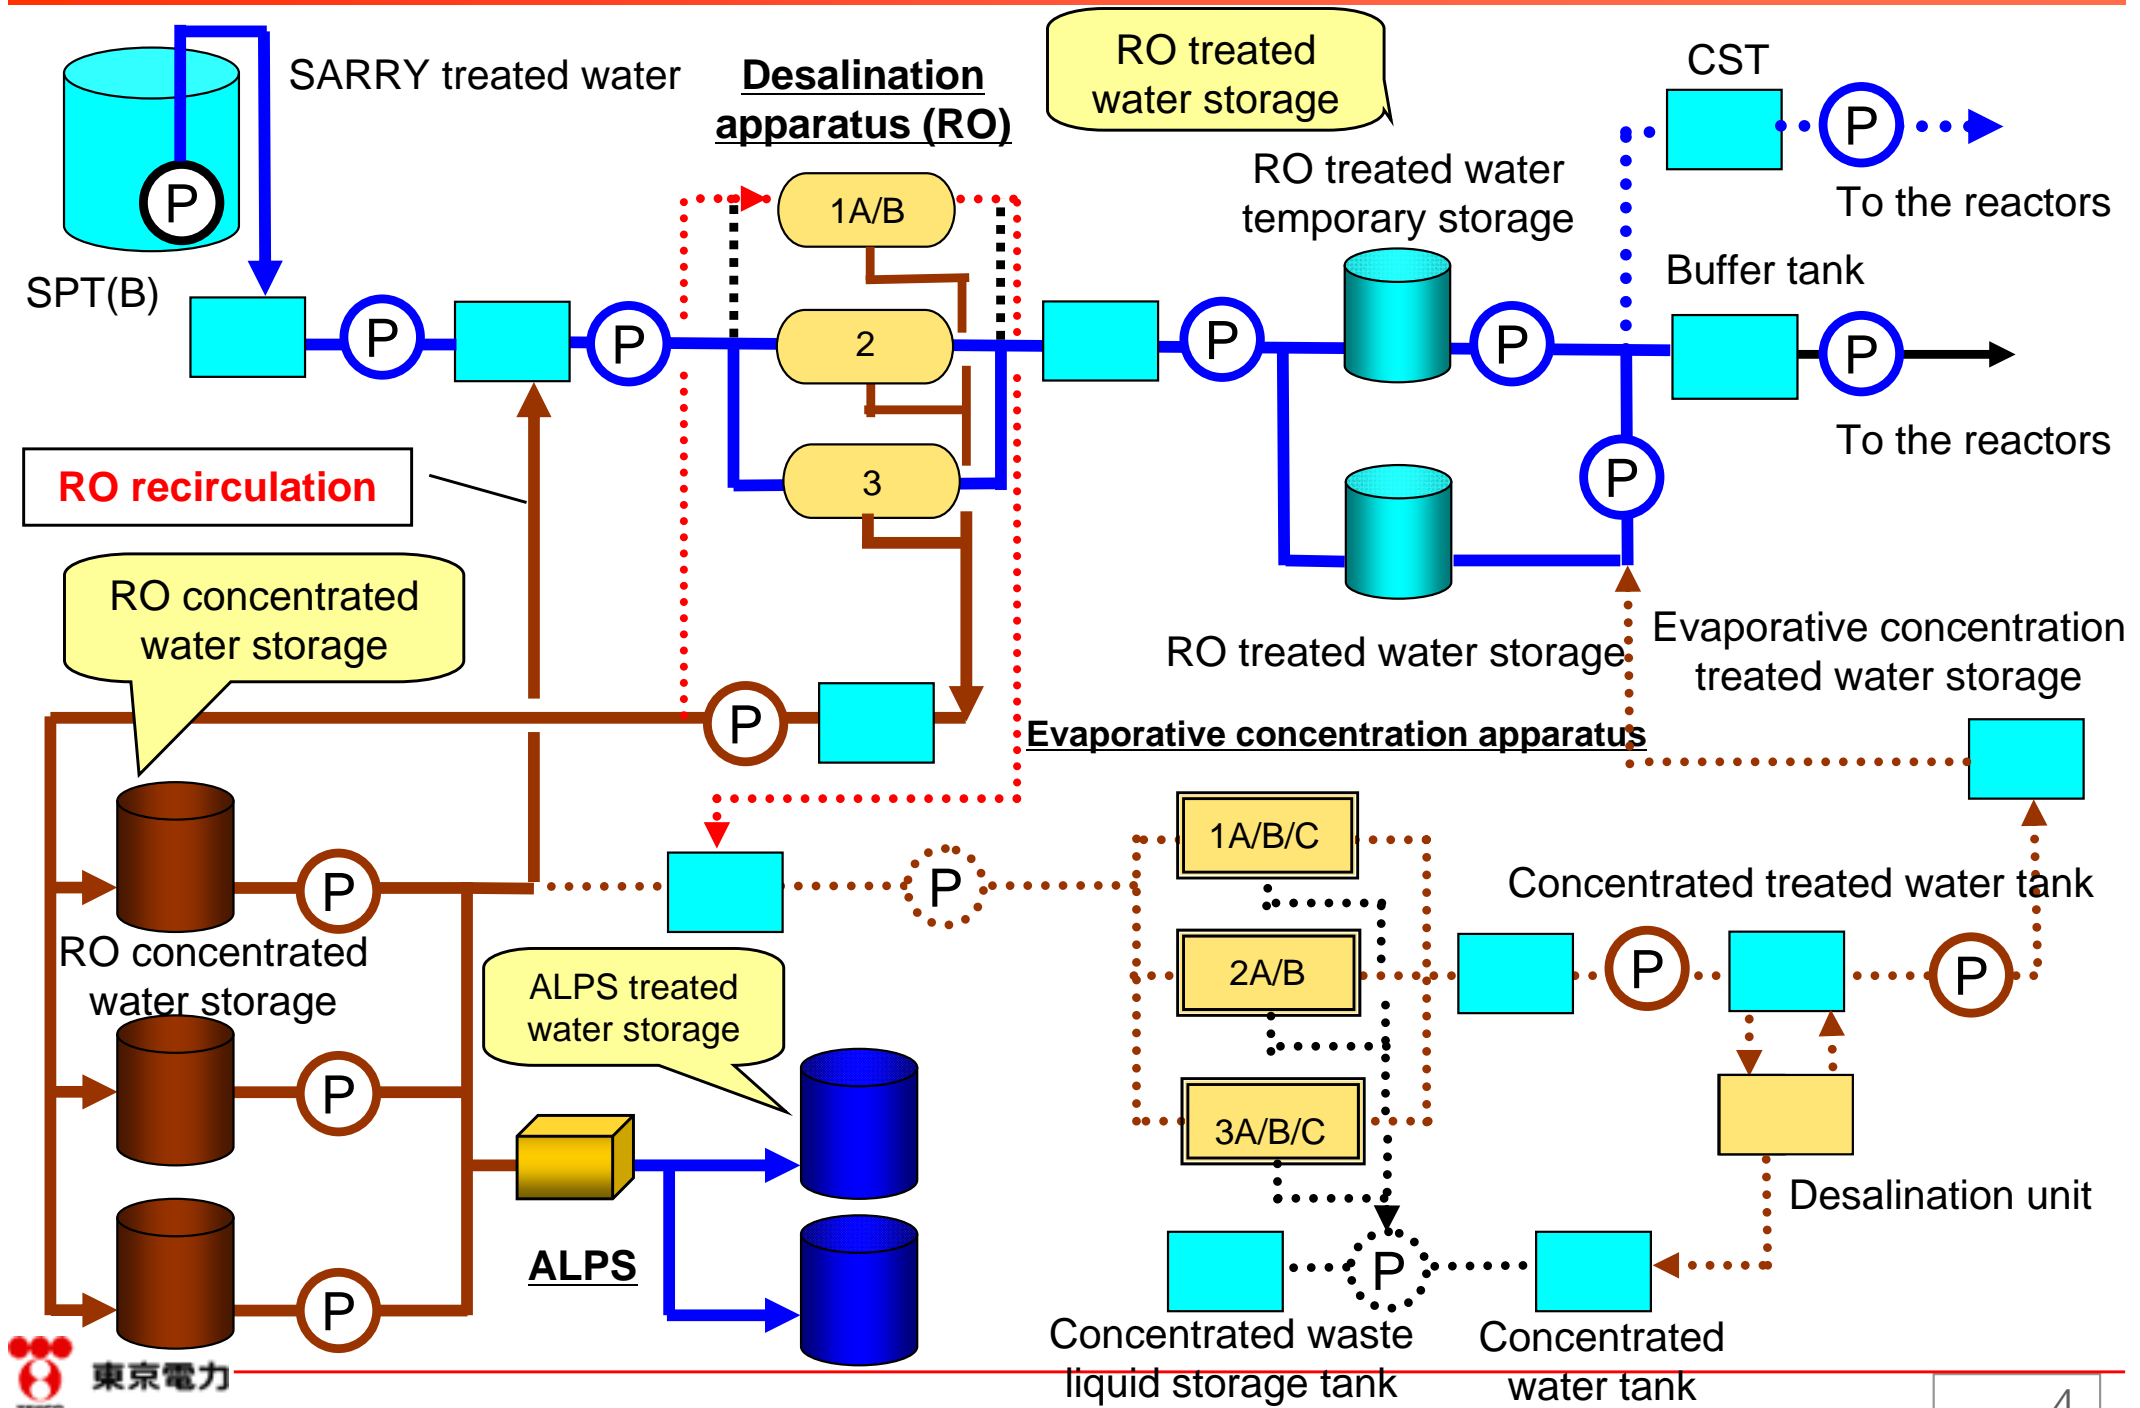 SARRY treated water
Desalination
apparatus (RO)
RO treated
water storage
CST
P
P
1A/B
RO treated water
temporary storage
To the reactors
SPT(B)
Buffer tank
P
P
2
P
P
P
To the reactors
RO recirculation
3
P
RO concentrated
water storage
RO treated water storage
Evaporative concentration
treated water storage
P
Evaporative concentration apparatus
1A/B/C
P
P
Concentrated treated water tank
RO concentrated
water storage
ALPS treated
water storage
2A/B
P
P
P
3A/B/C
Desalination unit
ALPS
P
P
Concentrated waste
liquid storage tank
Concentrated
water tank
東京電力
4